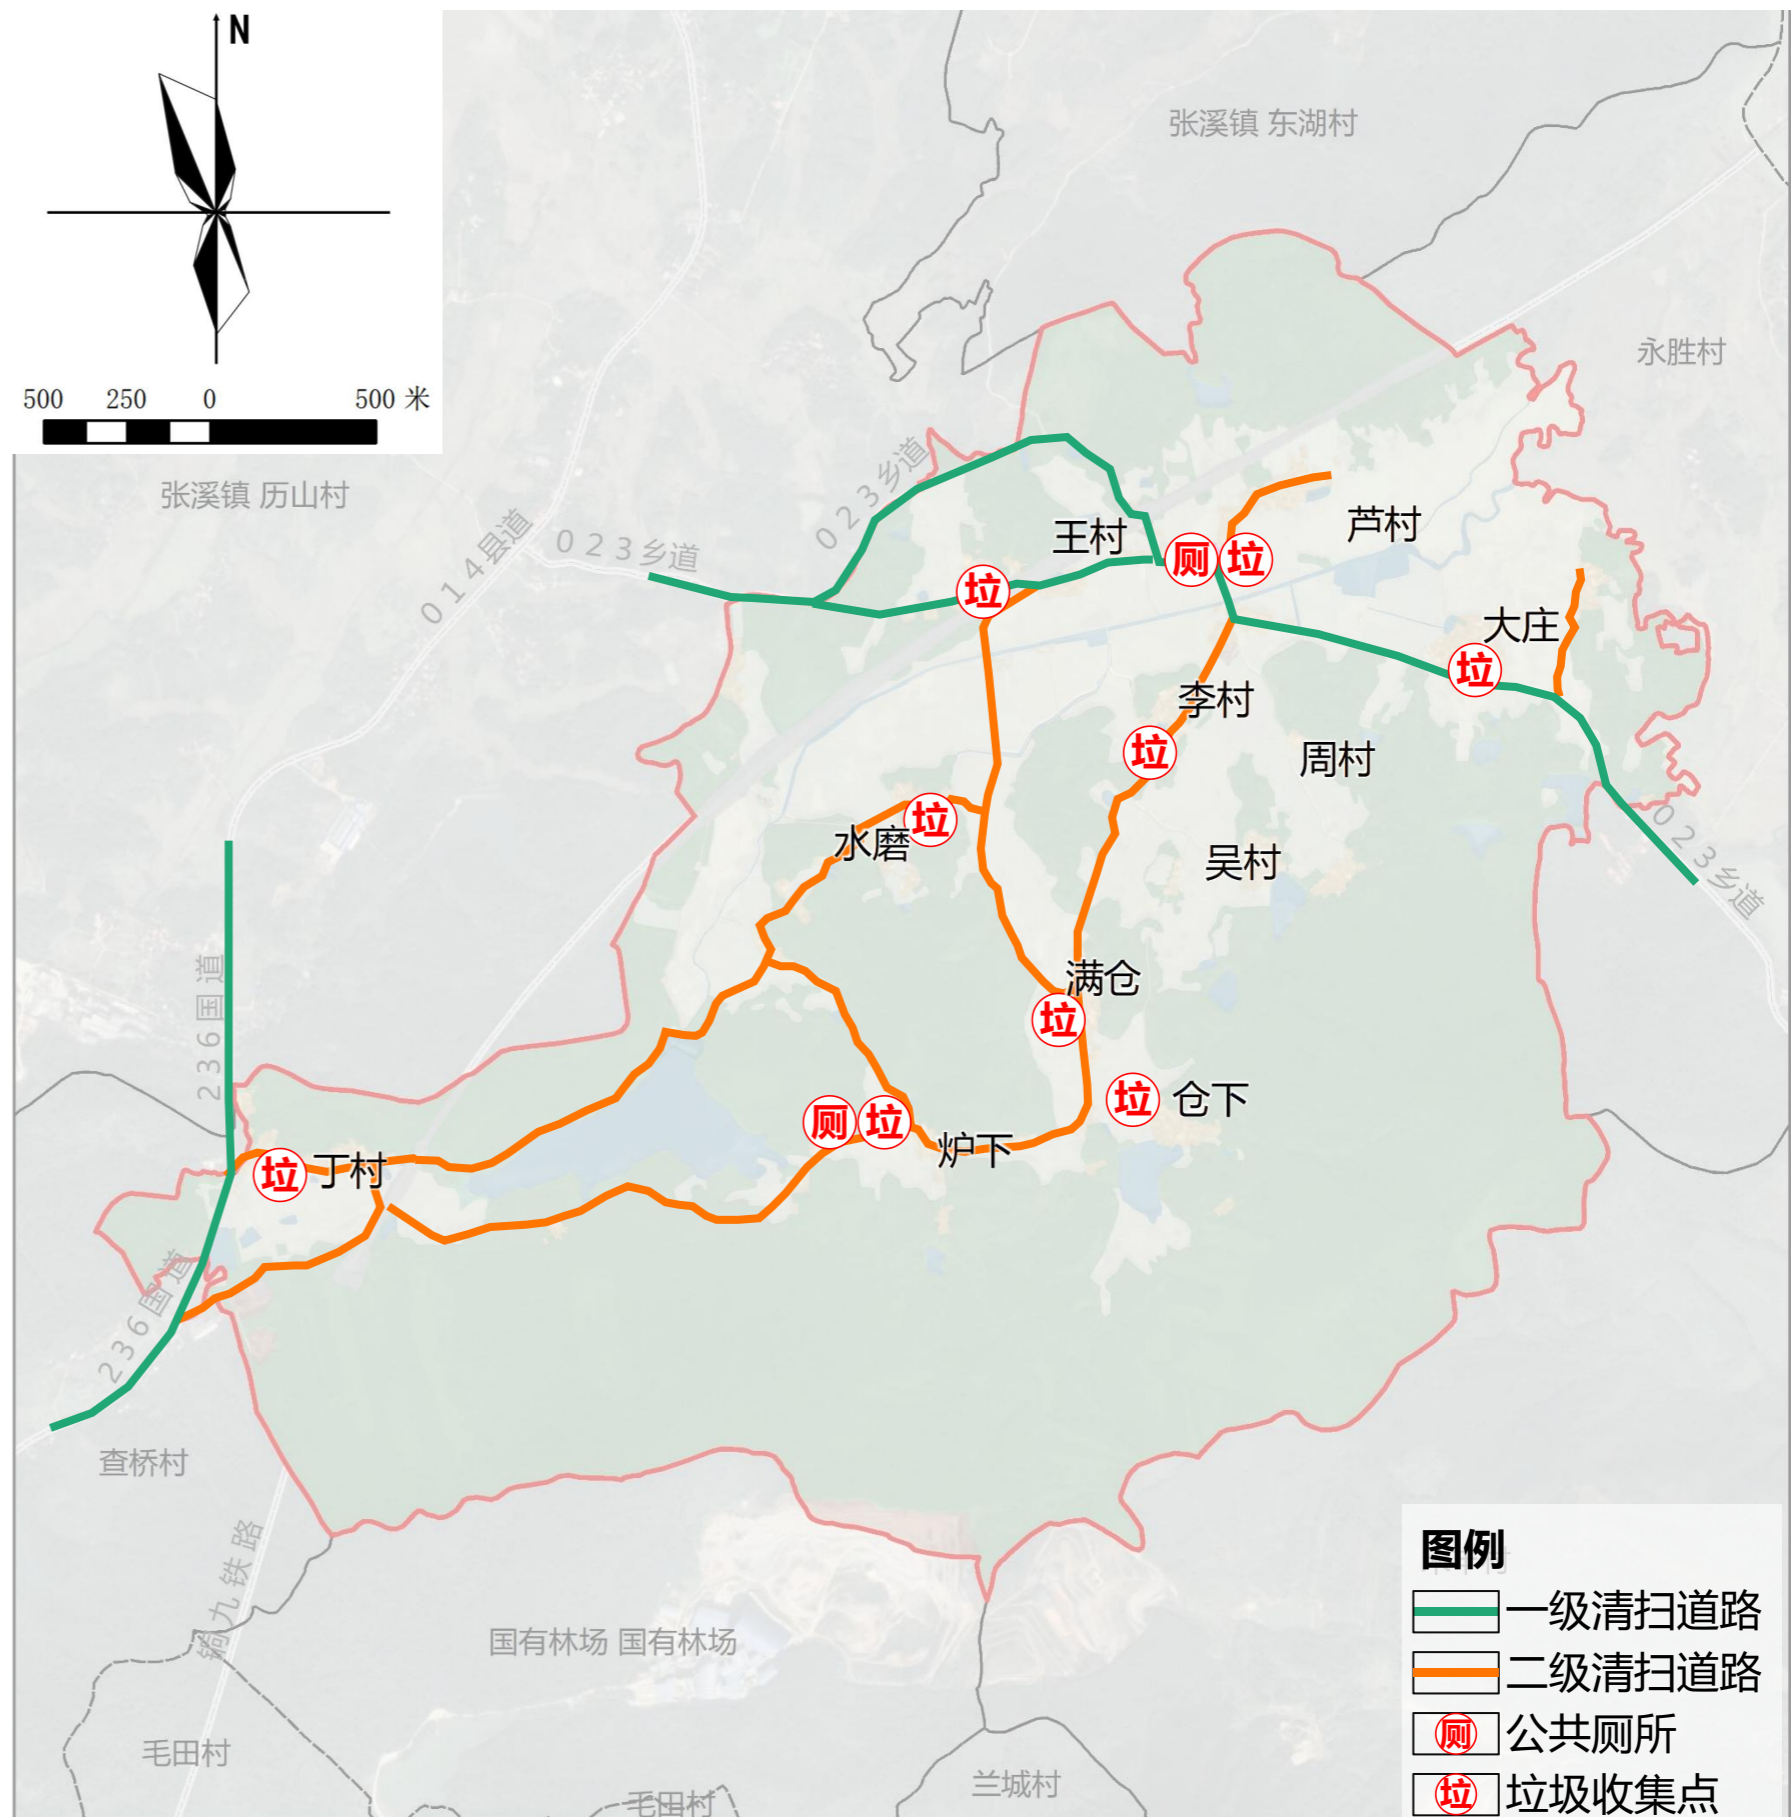 N
500 250 0 500 米
张溪镇 东湖村
永胜村
张溪镇 历山村
014县道
023乡道
023乡道
王村
芦村
厕
垃
垃
大庄
垃
李村
垃
周村
水磨
垃
吴村
023乡道
236国道
满仓
垃
垃
仓下
厕
垃
炉下
垃
丁村
236国道
查桥村
铜九铁路
国有林场 国有林场
毛田村
毛田村
兰城村
图例
一级清扫道路
二级清扫道路
厕 公共厕所
垃 垃圾收集点